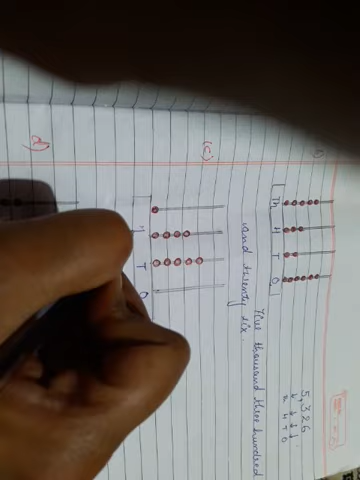 5,326
↓ ↓ ↓ ↓
H T O
Th H T O
Five thousand three hundred
and twenty six.
(c)
H T O
d)